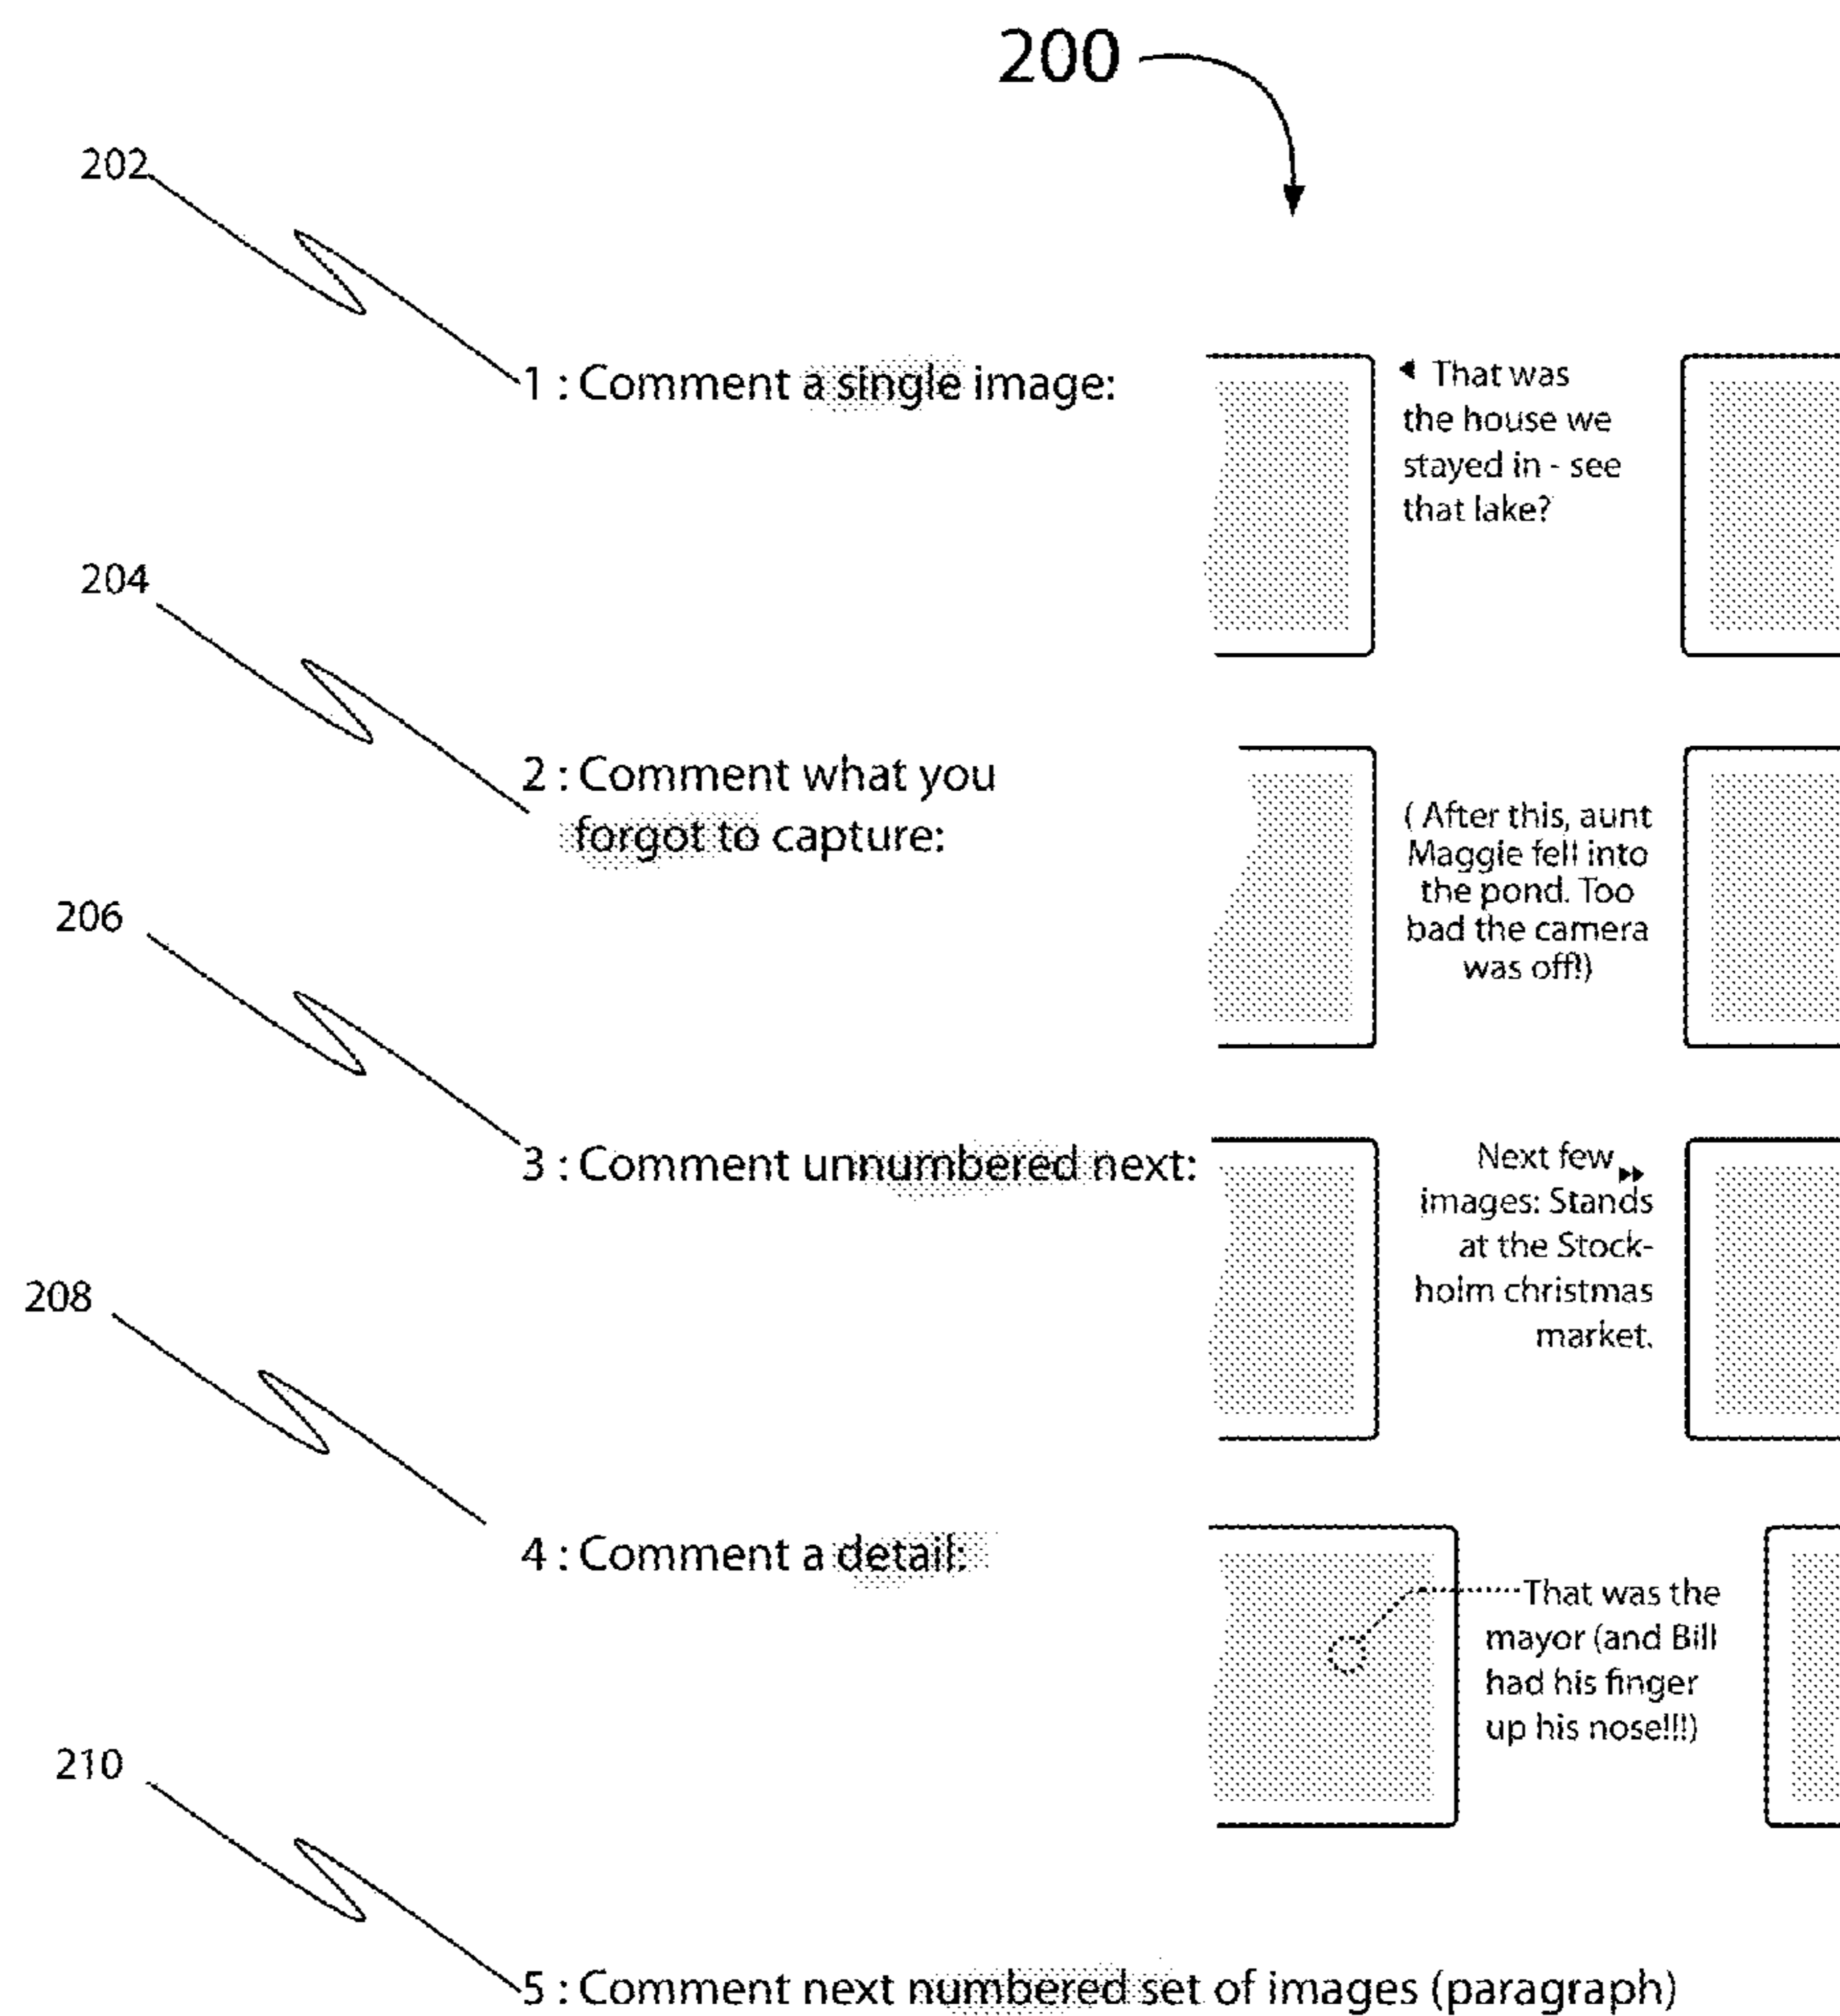 200
202
1 : Comment a single image:
◀ That was
the house we
stayed in - see
that lake?
204
2 : Comment what you
forgot to capture:
( After this, aunt
Maggie fell into
the pond. Too
bad the camera
was off!)
206
3 : Comment unnumbered next:
Next few ▶▶
images: Stands
at the Stock-
holm christmas
market.
208
4 : Comment a detail:
That was the
mayor (and Bill
had his finger
up his nose!!!)
210
5 : Comment next numbered set of images (paragraph)